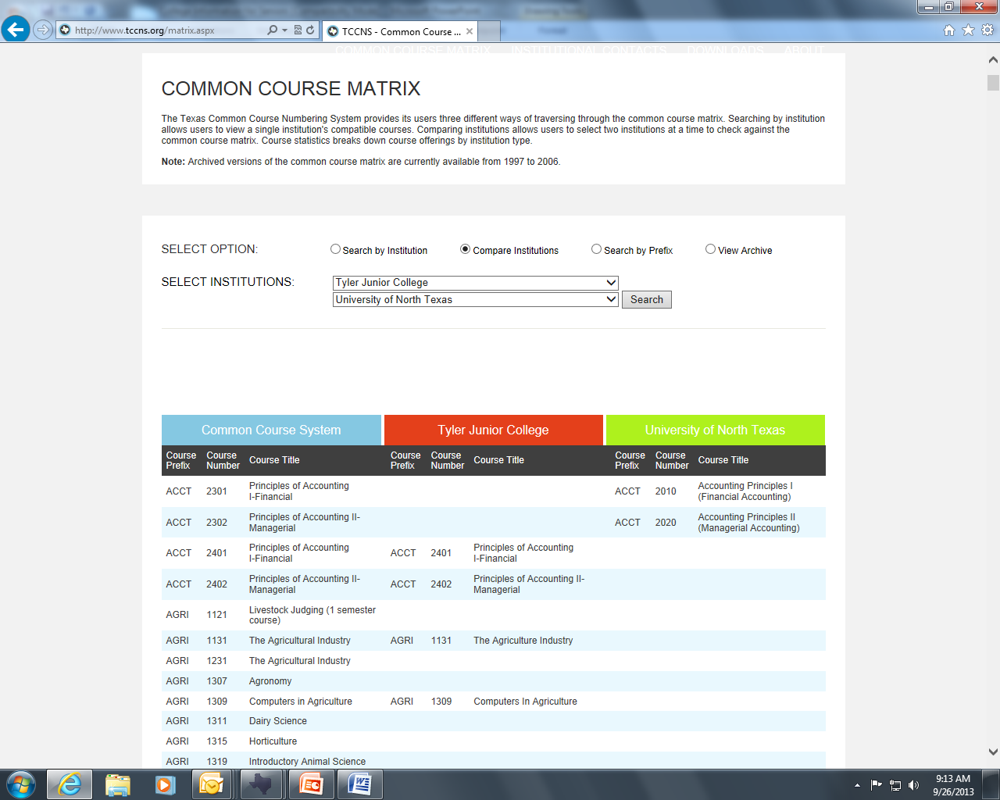 http://www.tccns.org/matrix.aspx
TCCNS - Common Course ...
COMMON COURSE MATRIX INSTITUTIONAL CONTACTS DOWNLOADS ABOUT
COMMON COURSE MATRIX
The Texas Common Course Numbering System provides its users three different ways of traversing through the common course matrix. Searching by institution
allows users to view a single institution's compatible courses. Comparing institutions allows users to select two institutions at a time to check against the
common course matrix. Course statistics breaks down course offerings by institution type.
Note: Archived versions of the common course matrix are currently available from 1997 to 2006.
SELECT OPTION: Search by Institution Compare Institutions Search by Prefix View Archive
SELECT INSTITUTIONS: Tyler Junior College
University of North Texas Search
Common Course System Tyler Junior College University of North Texas
Course Prefix Course Number Course Title Course Prefix Course Number Course Title Course Prefix Course Number Course Title
ACCT 2301 Principles of Accounting I-Financial ACCT 2010 Accounting Principles I (Financial Accounting)
ACCT 2302 Principles of Accounting II-Managerial ACCT 2020 Accounting Principles II (Managerial Accounting)
ACCT 2401 Principles of Accounting I-Financial ACCT 2401 Principles of Accounting I-Financial
ACCT 2402 Principles of Accounting II-Managerial ACCT 2402 Principles of Accounting II-Managerial
AGRI 1121 Livestock Judging (1 semester course)
AGRI 1131 The Agricultural Industry AGRI 1131 The Agriculture Industry
AGRI 1231 The Agricultural Industry
AGRI 1307 Agronomy
AGRI 1309 Computers in Agriculture AGRI 1309 Computers In Agriculture
AGRI 1311 Dairy Science
AGRI 1315 Horticulture
AGRI 1319 Introductory Animal Science
9:13 AM
9/26/2013